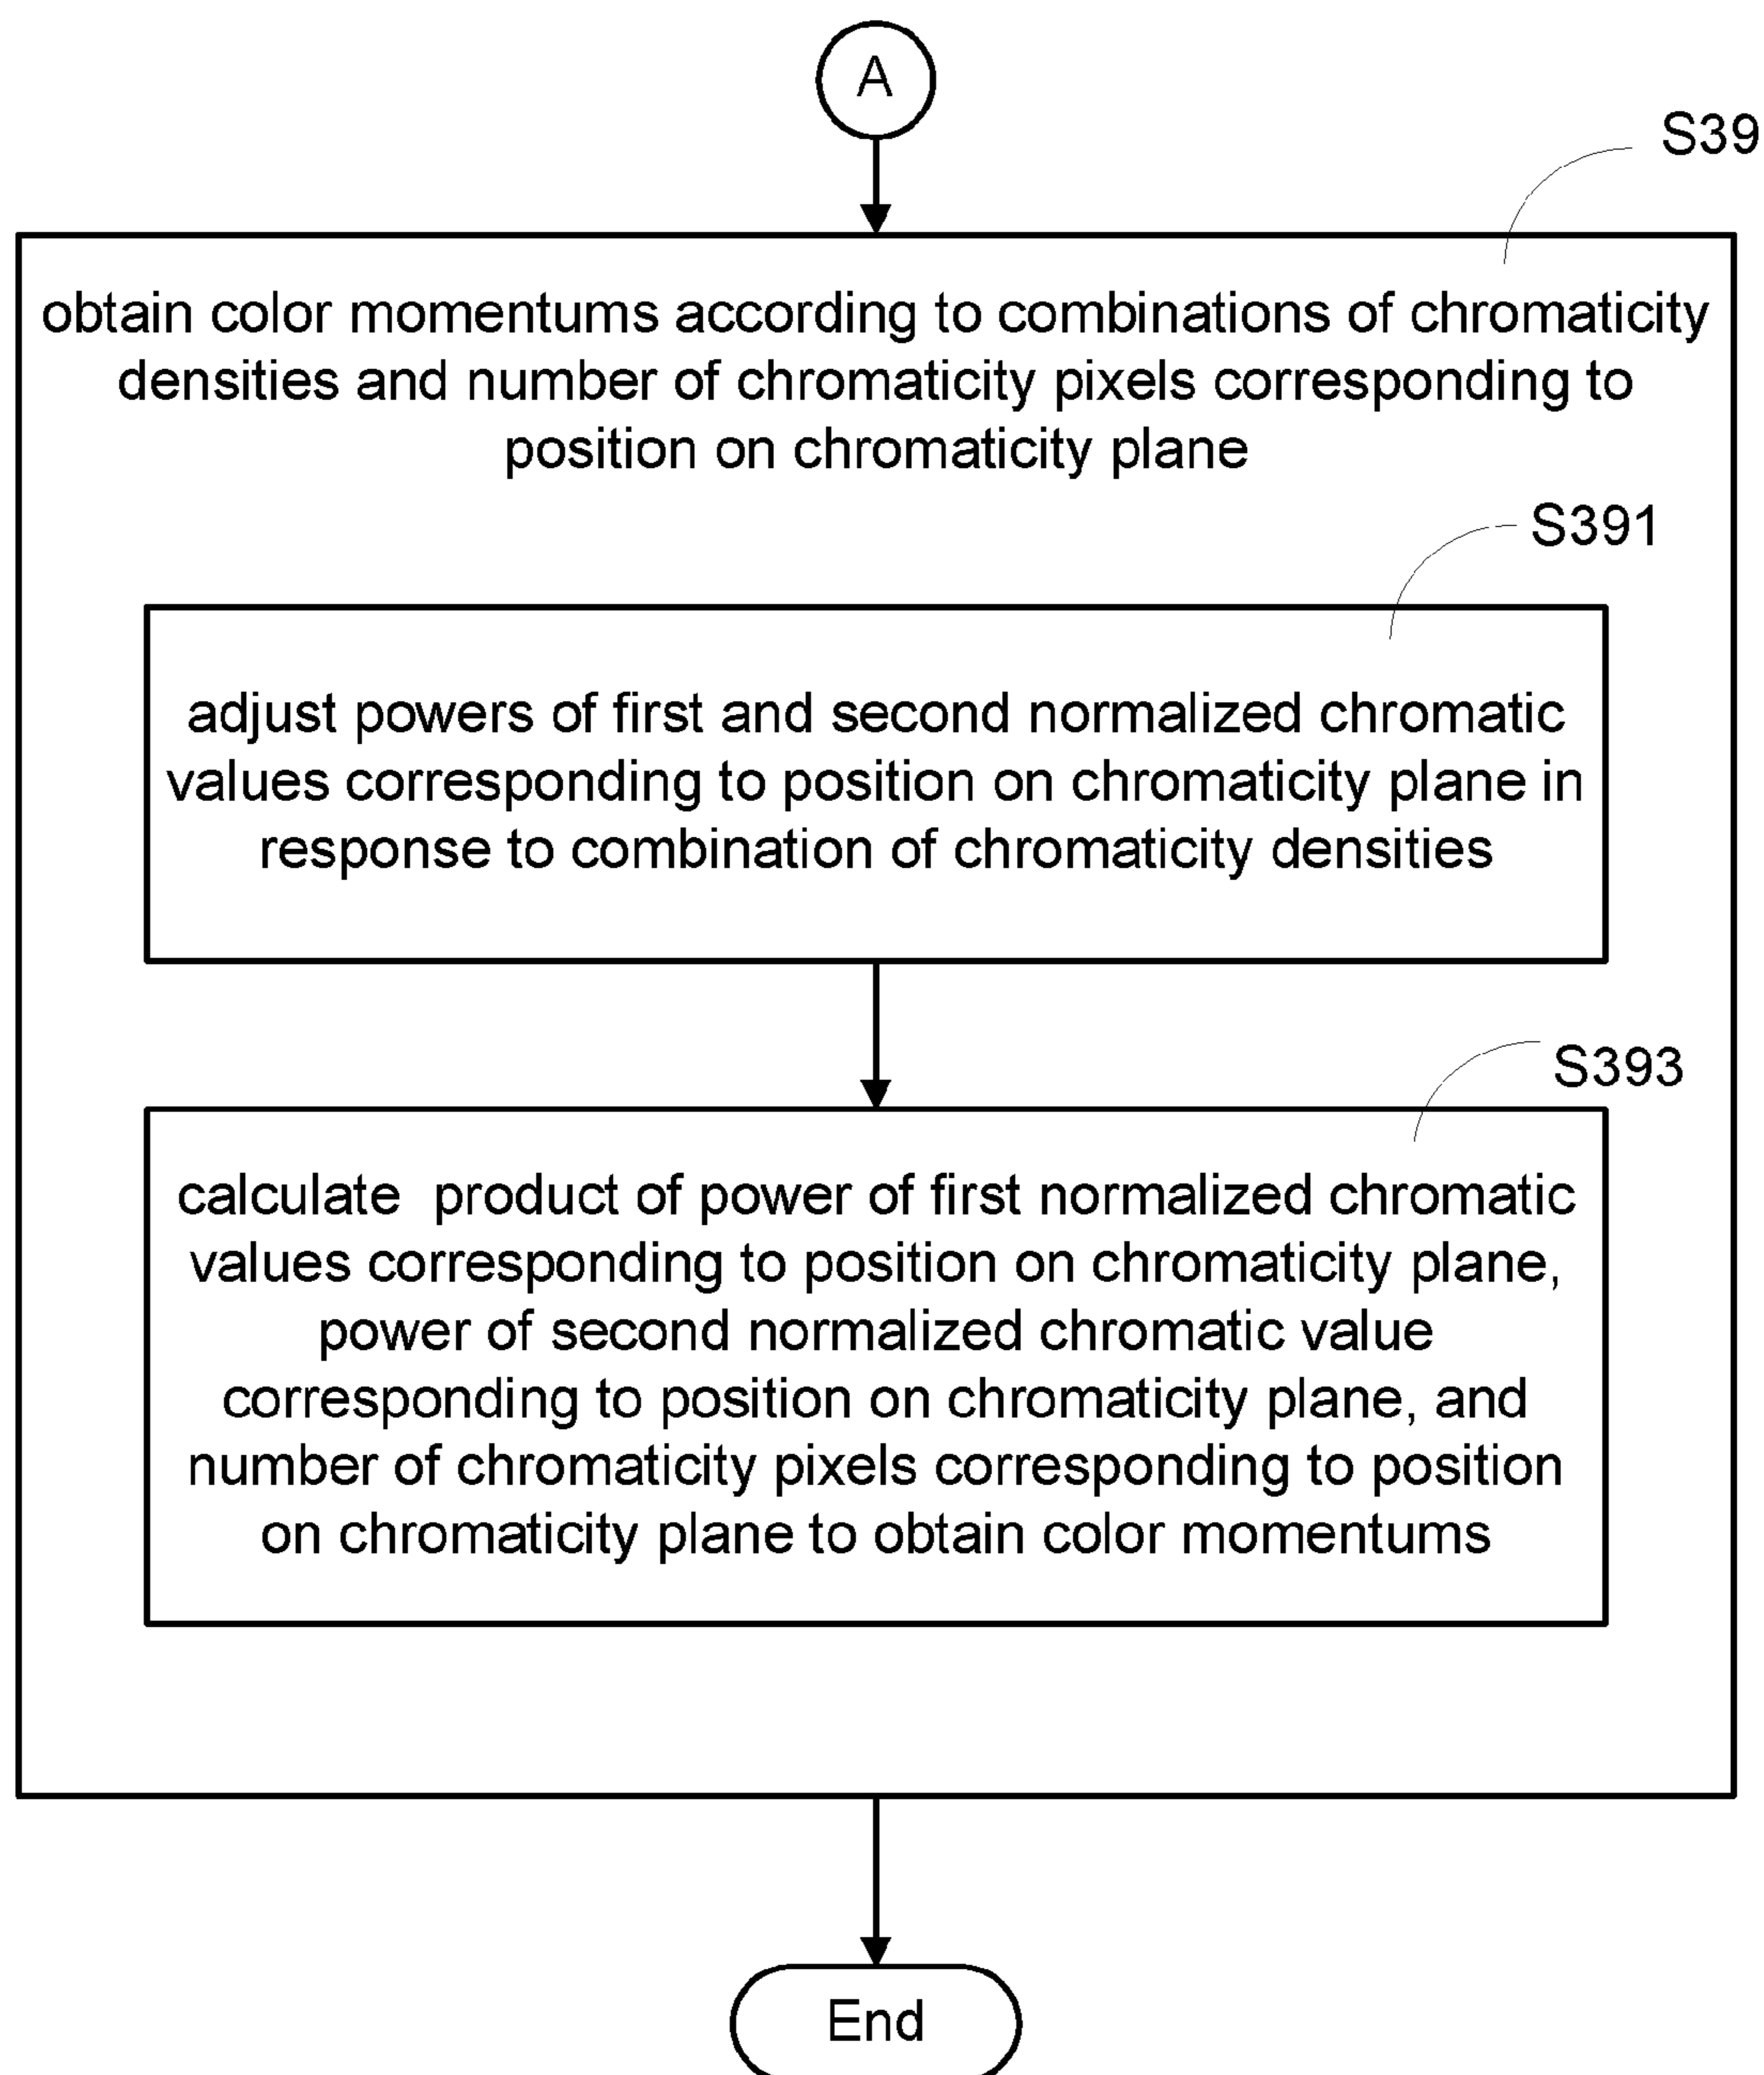 A
S39
obtain color momentums according to combinations of chromaticity
densities and number of chromaticity pixels corresponding to
position on chromaticity plane
S391
adjust powers of first and second normalized chromatic
values corresponding to position on chromaticity plane in
response to combination of chromaticity densities
S393
calculate product of power of first normalized chromatic
values corresponding to position on chromaticity plane,
power of second normalized chromatic value
corresponding to position on chromaticity plane, and
number of chromaticity pixels corresponding to position
on chromaticity plane to obtain color momentums
End